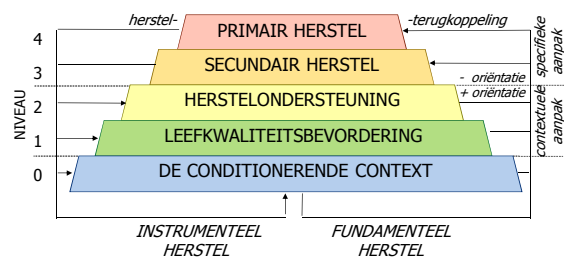 herstel- -terugkoppeling
4 PRIMAIR HERSTEL
3 SECUNDAIR HERSTEL
specifieke
aanpak
- oriëntatie
+ oriëntatie
NIVEAU
2 HERSTELONDERSTEUNING
1 LEEFKWALITEITSBEVORDERING
contextuele
aanpak
0 DE CONDITIONERENDE CONTEXT
INSTRUMENTEEL
HERSTEL
FUNDAMENTEEL
HERSTEL